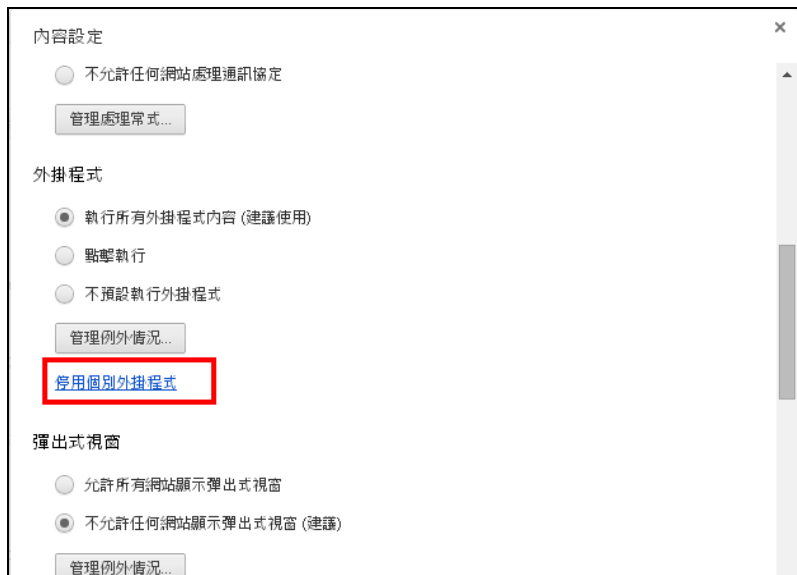 內容設定
不允許任何網站處理通訊協定
管理處理常式...
外掛程式
執行所有外掛程式內容 (建議使用)
點擊執行
不預設執行外掛程式
管理例外情況...
停用個別外掛程式
彈出式視窗
允許所有網站顯示彈出式視窗
不允許任何網站顯示彈出式視窗 (建議)
管理例外情況...